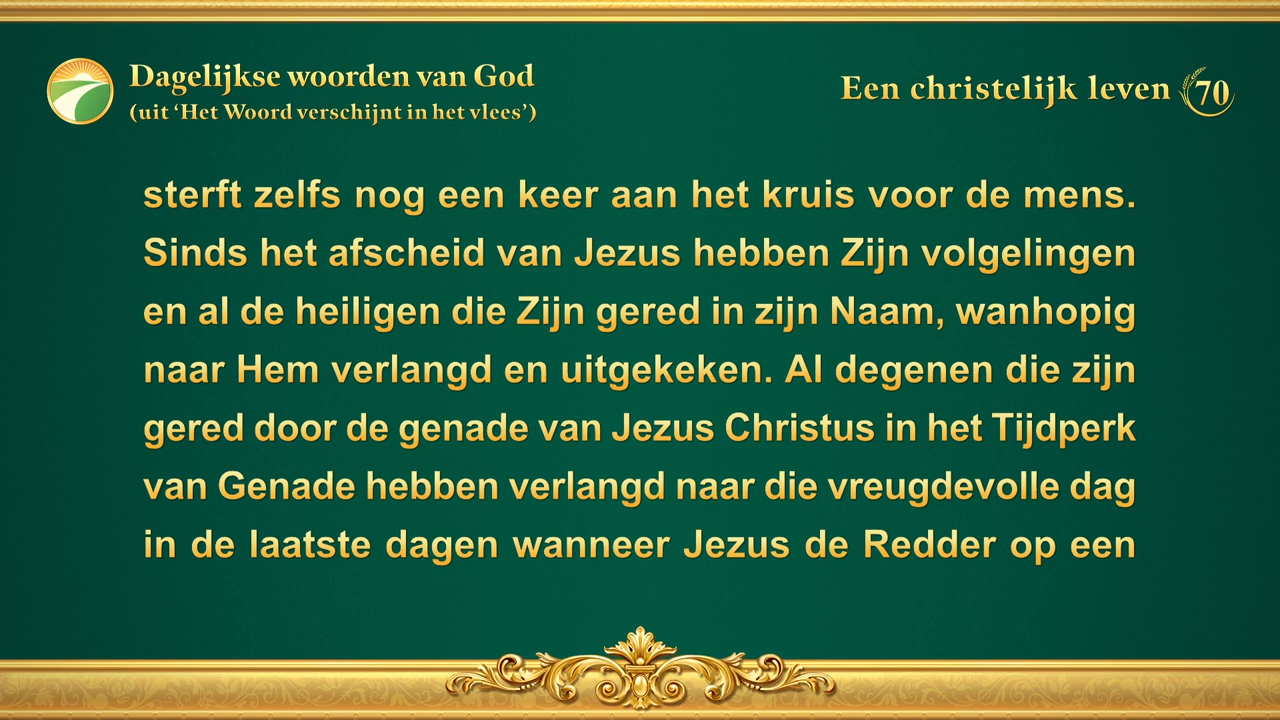 Dagelijkse woorden van God
(uit ‘Het Woord verschijnt in het vlees’)
Een christelijk leven 70
sterft zelfs nog een keer aan het kruis voor de mens.
Sinds het afscheid van Jezus hebben Zijn volgelingen
en al de heiligen die Zijn gered in zijn Naam, wanhopig
naar Hem verlangd en uitgekeken. Al degenen die zijn
gered door de genade van Jezus Christus in het Tijdperk
van Genade hebben verlangd naar die vreugdevolle dag
in de laatste dagen wanneer Jezus de Redder op een